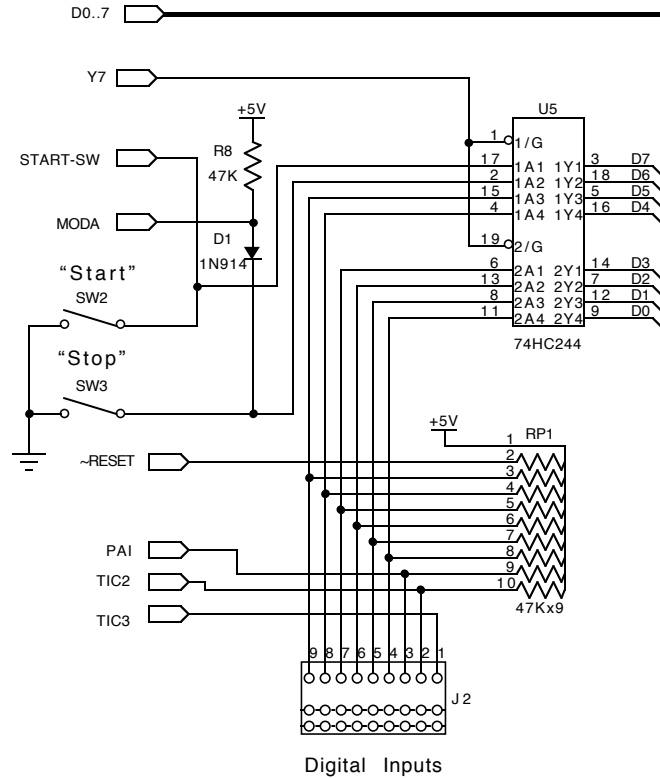 D0..7
Y7
+5V
U5
1 1/G
START-SW
R8
47K
17 1A1 1Y1 3 D7
2 1A2 1Y2 18 D6
15 1A3 1Y3 5 D5
4 1A4 1Y4 16 D4
MODA
D1
1N914
19 2/G
6 2A1 2Y1 14 D3
13 2A2 2Y2 7 D2
8 2A3 2Y3 12 D1
11 2A4 2Y4 9 D0
74HC244
“Start”
SW2
“Stop”
SW3
+5V
RP1
1
~RESET
2
3
4
5
6
7
8
9
10
47Kx9
PAI
TIC2
TIC3
9 8 7 6 5 4 3 2 1
J2
Digital Inputs